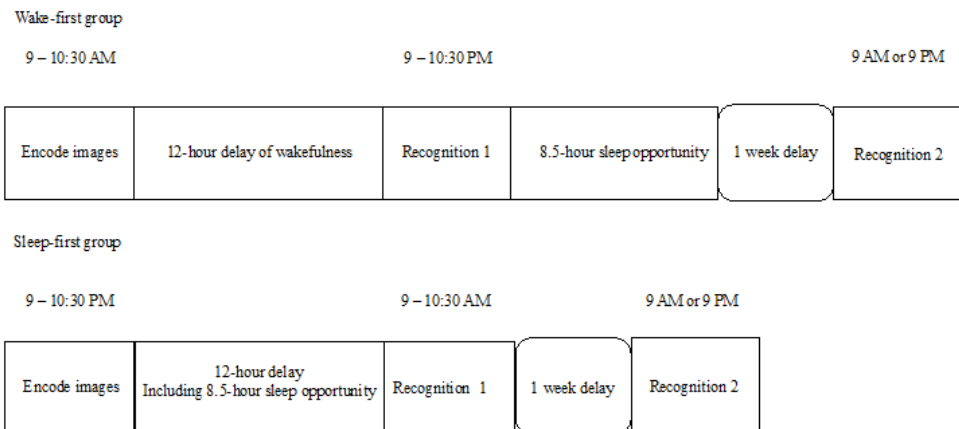 Wake-first group
9 – 10:30 AM
9 – 10:30 PM
9 AM or 9 PM
Encode images
12-hour delay of wakefulness
Recognition 1
8.5-hour sleep opportunity
1 week delay
Recognition 2
Sleep-first group
9 – 10:30 PM
9 – 10:30 AM
9 AM or 9 PM
Encode images
12-hour delay
Including 8.5-hour sleep opportunity
Recognition 1
1 week delay
Recognition 2